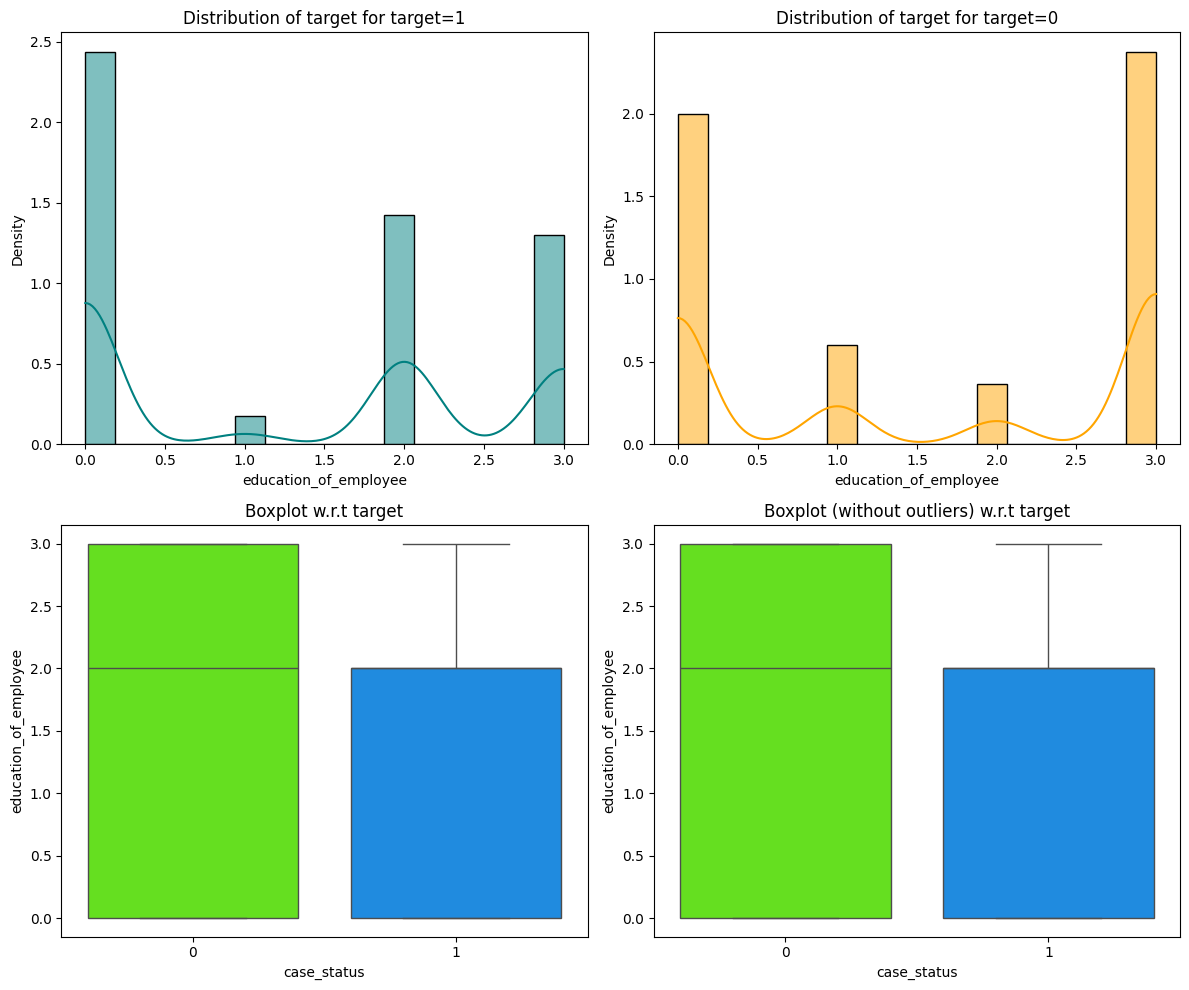 Distribution of target for target=1
Density
2.5
2.0
1.5
1.0
0.5
0.0
0.0 0.5 1.0 1.5 2.0 2.5 3.0
education_of_employee
Distribution of target for target=0
Density
2.0
1.5
1.0
0.5
0.0
0.0 0.5 1.0 1.5 2.0 2.5 3.0
education_of_employee
Boxplot w.r.t target
education_of_employee
3.0
2.5
2.0
1.5
1.0
0.5
0.0
0 1
case_status
Boxplot (without outliers) w.r.t target
education_of_employee
3.0
2.5
2.0
1.5
1.0
0.5
0.0
0 1
case_status